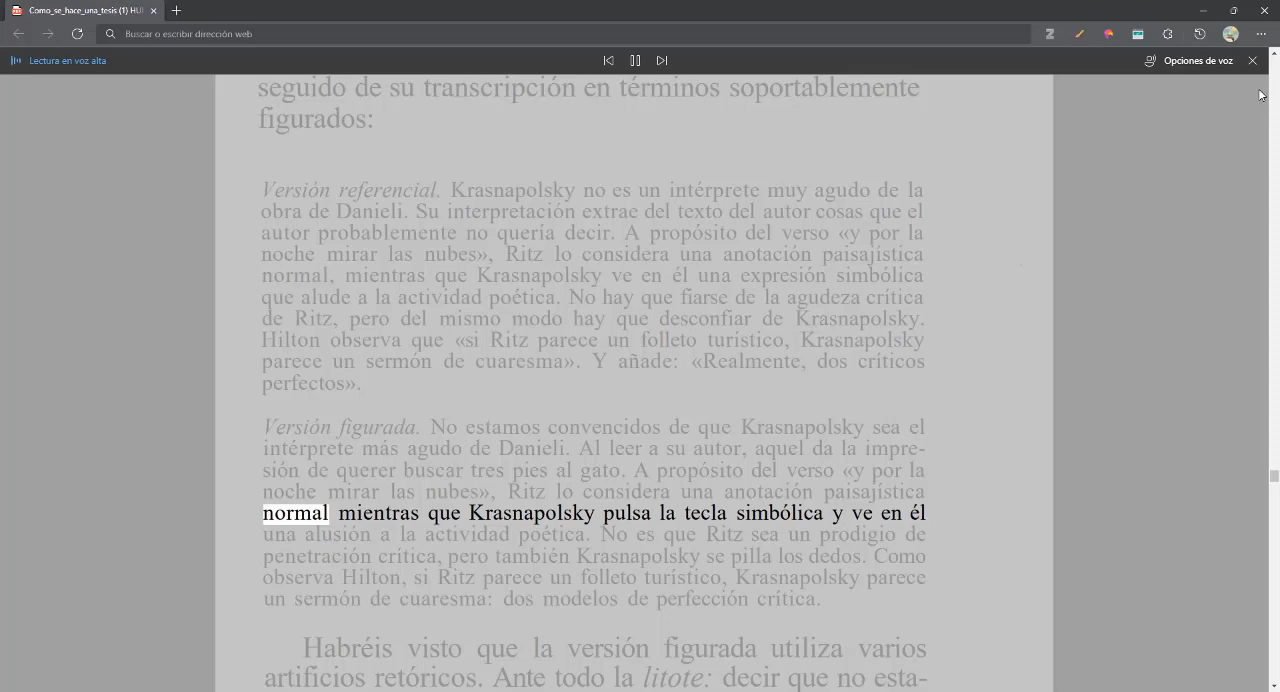 Como_se_hace_una_tesis (1) HU
Buscar o escribir dirección web
Lectura en voz alta
Opciones de voz
seguido de su transcripción en términos soportablemente
figurados:
Versión referencial. Krasnapolsky no es un intérprete muy agudo de la
obra de Danieli. Su interpretación extrae del texto del autor cosas que el
autor probablemente no quería decir. A propósito del verso «y por la
noche mirar las nubes», Ritz lo considera una anotación paisajística
normal, mientras que Krasnapolsky ve en él una expresión simbólica
que alude a la actividad poética. No hay que fiarse de la agudeza crítica
de Ritz, pero del mismo modo hay que desconfiar de Krasnapolsky.
Hilton observa que «si Ritz parece un folleto turístico, Krasnapolsky
parece un sermón de cuaresma». Y añade: «Realmente, dos críticos
perfectos».
Versión figurada. No estamos convencidos de que Krasnapolsky sea el
intérprete más agudo de Danieli. Al leer a su autor, aquel da la impre-
sión de querer buscar tres pies al gato. A propósito del verso «y por la
noche mirar las nubes», Ritz lo considera una anotación paisajística
normal mientras que Krasnapolsky pulsa la tecla simbólica y ve en él
una alusión a la actividad poética. No es que Ritz sea un prodigio de
penetración crítica, pero también Krasnapolsky se pilla los dedos. Como
observa Hilton, si Ritz parece un folleto turístico, Krasnapolsky parece
un sermón de cuaresma: dos modelos de perfección crítica.
Habréis visto que la versión figurada utiliza varios
artificios retóricos. Ante todo la litote: decir que no esta-